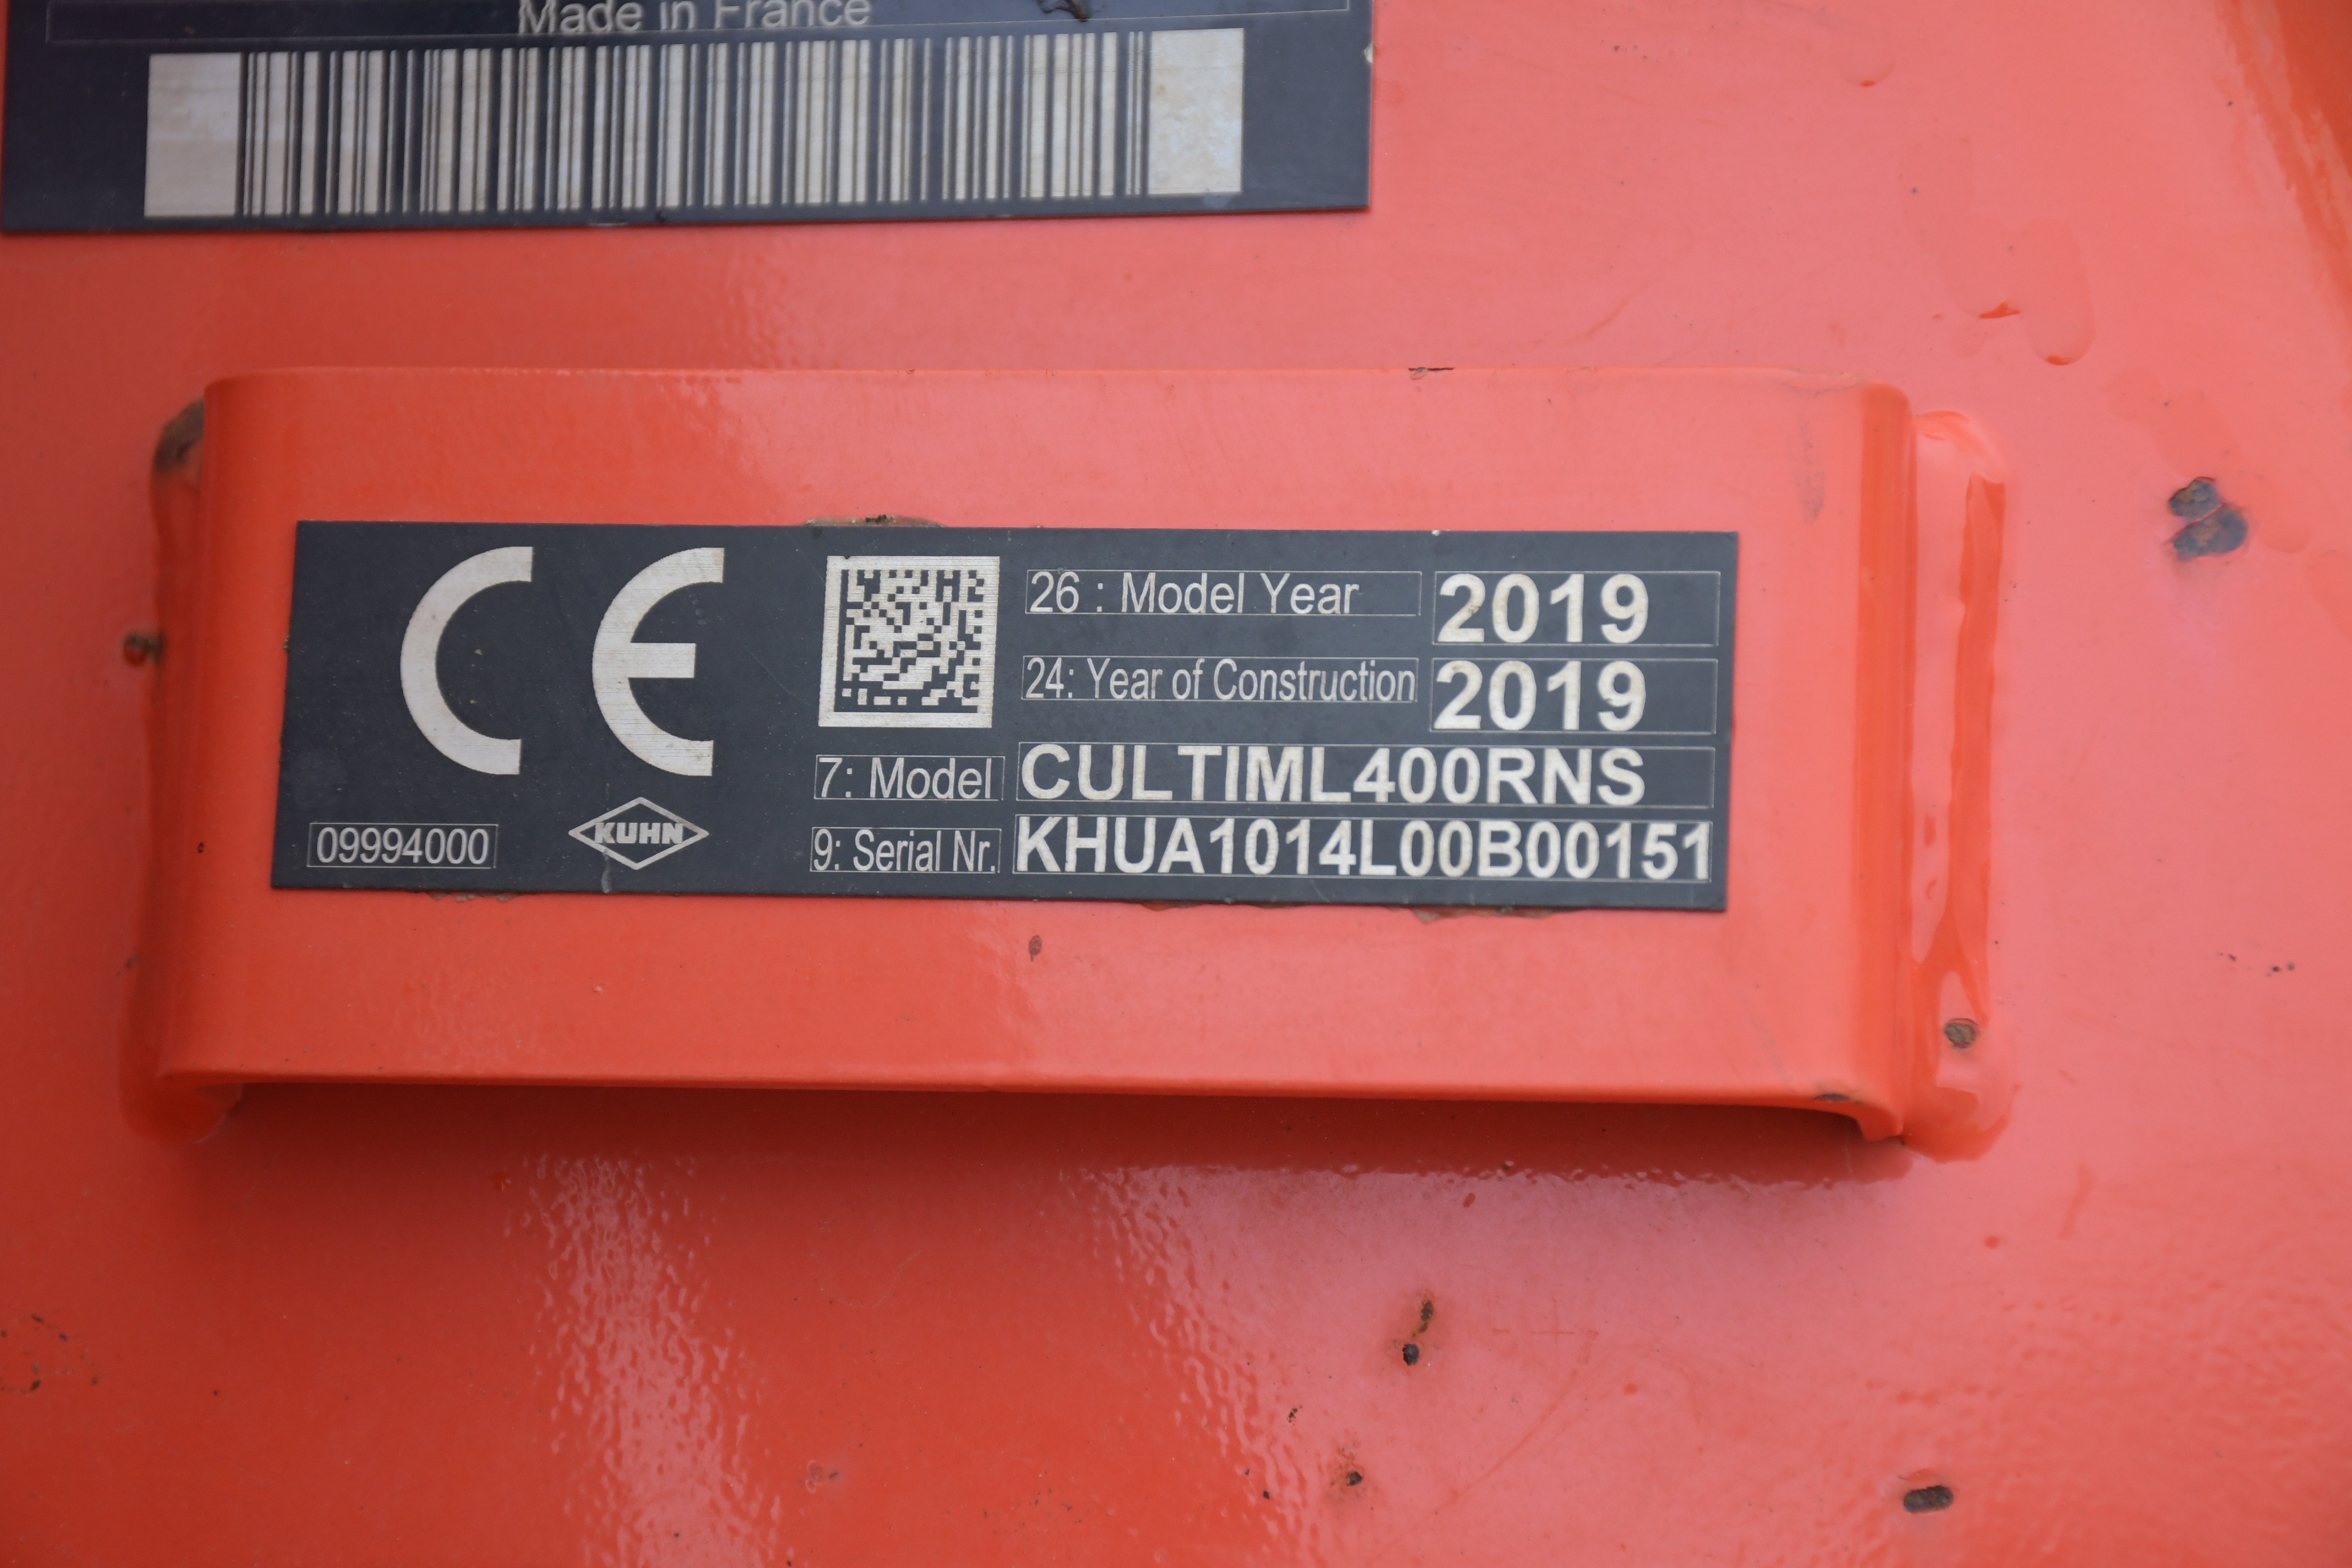 Made in France
CE
26 : Model Year 2019
24: Year of Construction 2019
7: Model CULTIML400RNS
09994000 KUHN 9: Serial Nr. KHUA1014L00B00151